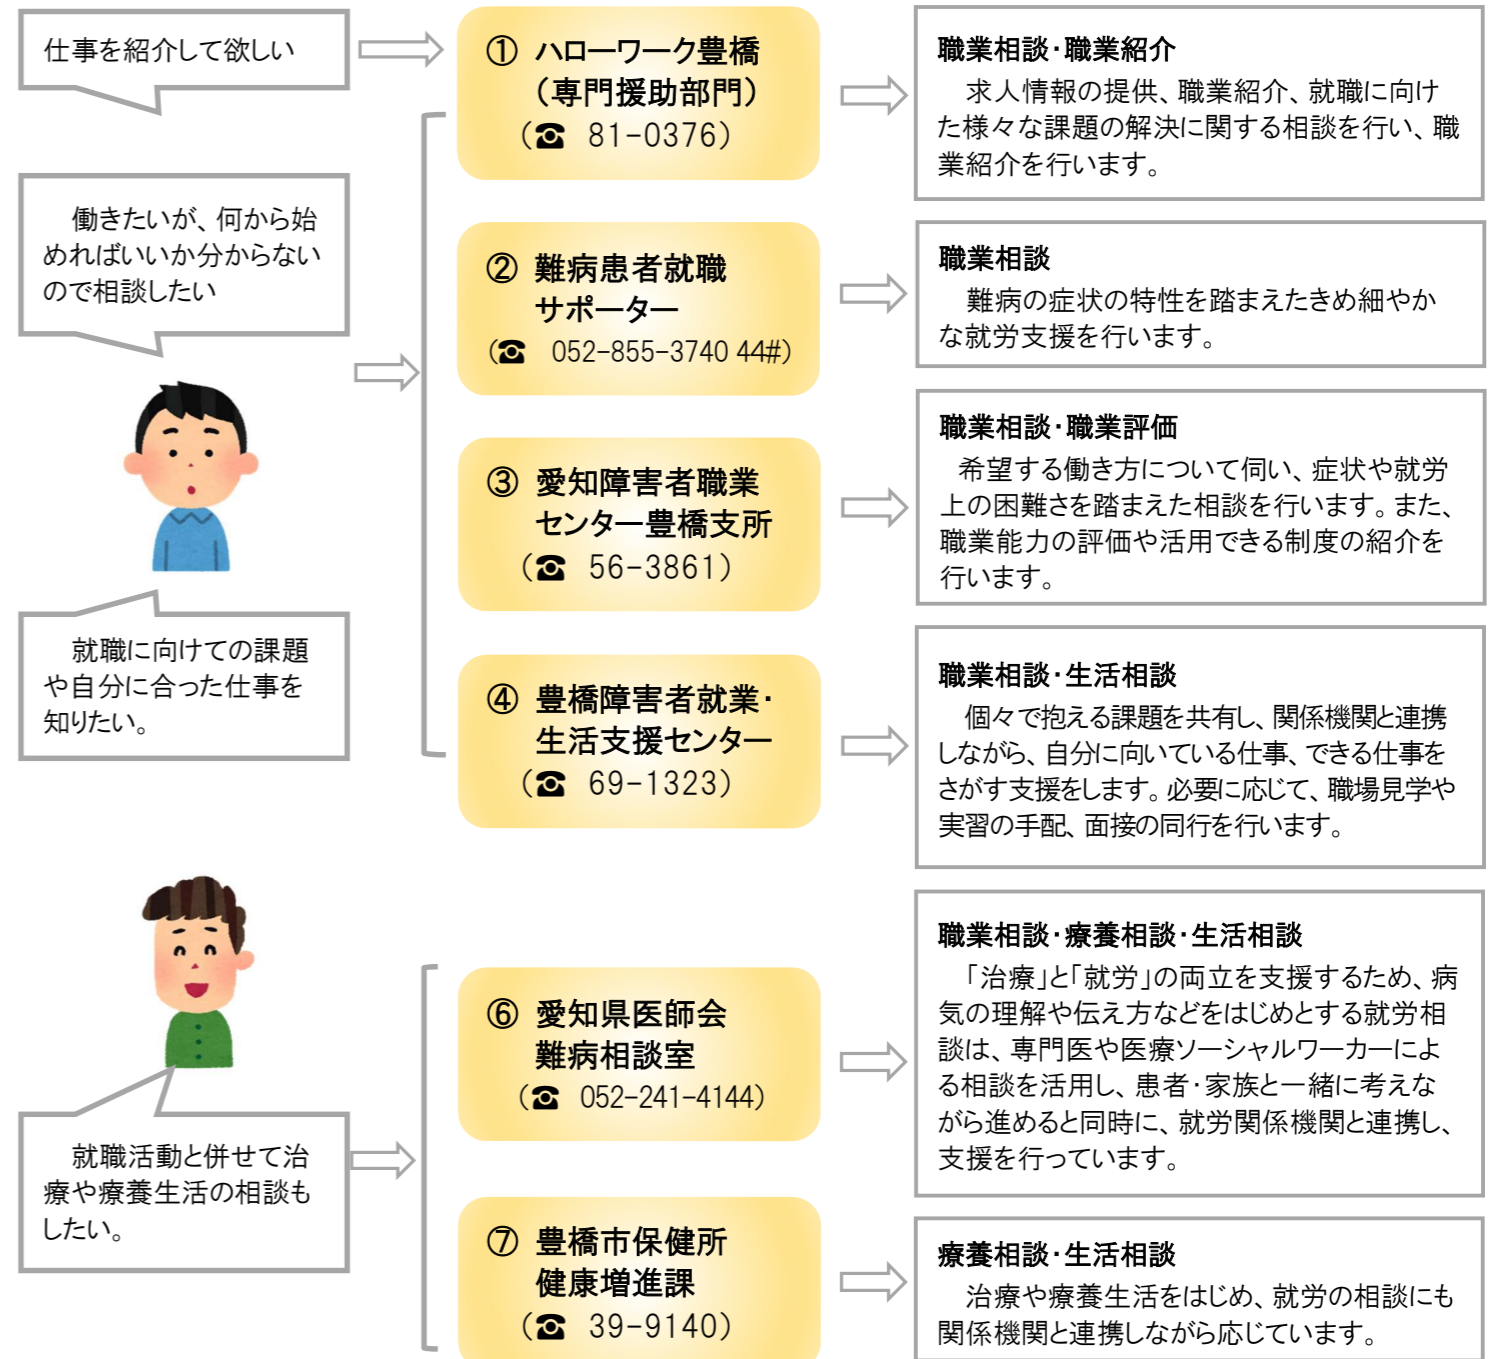 仕事を紹介して欲しい
① ハローワーク豊橋
（専門援助部門）
（☎ 81-0376）
職業相談・職業紹介
求人情報の提供、職業紹介、就職に向け
た様々な課題の解決に関する相談を行い、職
業紹介を行います。
働きたいが、何から始
めればいいか分からない
ので相談したい
② 難病患者就職
サポーター
（☎ 052-855-3740 44#）
職業相談
難病の症状の特性を踏まえたきめ細やか
な就労支援を行います。
③ 愛知障害者職業
センター豊橋支所
（☎ 56-3861）
職業相談・職業評価
希望する働き方について伺い、症状や就労
上の困難さを踏まえた相談を行います。また、
職業能力の評価や活用できる制度の紹介を
行います。
就職に向けての課題
や自分に合った仕事を
知りたい。
④ 豊橋障害者就業・
生活支援センター
（☎ 69-1323）
職業相談・生活相談
個々で抱える課題を共有し、関係機関と連携
しながら、自分に向いている仕事、できる仕事を
さがす支援をします。必要に応じて、職場見学や
実習の手配、面接の同行を行います。
就職活動と併せて治
療や療養生活の相談も
したい。
⑥ 愛知県医師会
難病相談室
（☎ 052-241-4144）
職業相談・療養相談・生活相談
「治療」と「就労」の両立を支援するため、病
気の理解や伝え方などをはじめとする就労相
談は、専門医や医療ソーシャルワーカーによ
る相談を活用し、患者・家族と一緒に考えな
がら進めると同時に、就労関係機関と連携し、
支援を行っています。
⑦ 豊橋市保健所
健康増進課
（☎ 39-9140）
療養相談・生活相談
治療や療養生活をはじめ、就労の相談にも
関係機関と連携しながら応じています。